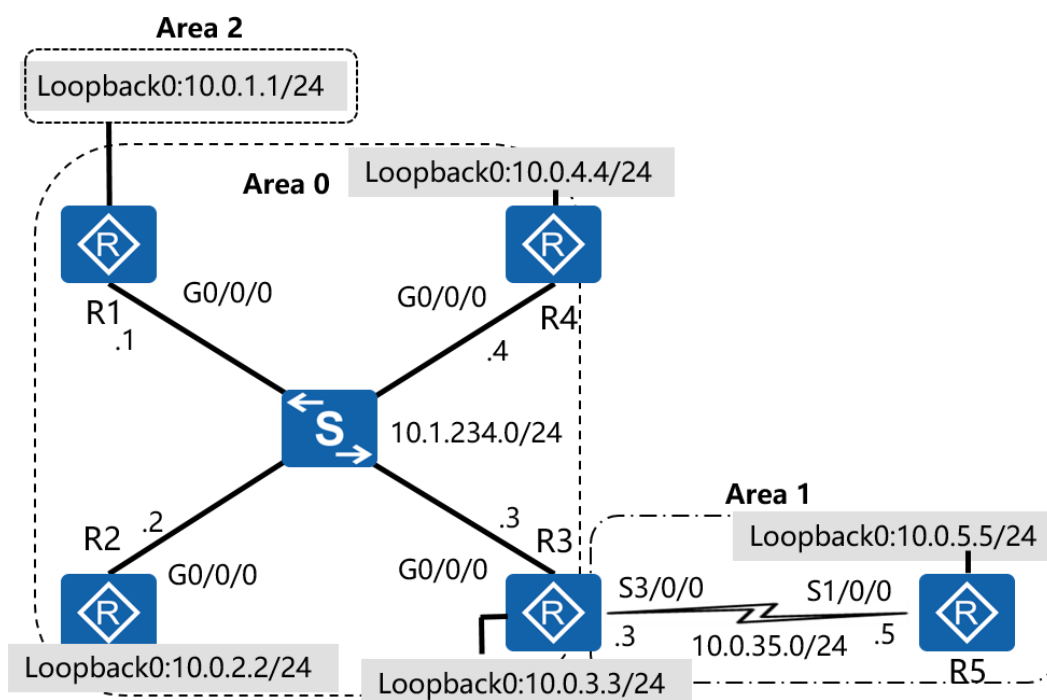 Area 2
Loopback0:10.0.1.1/24
Area 0
Loopback0:10.0.4.4/24
R
R
G0/0/0
G0/0/0
R1
R4
.1
.4
S
10.1.234.0/24
Area 1
.2
.3
R2
R3
Loopback0:10.0.5.5/24
G0/0/0
G0/0/0
S3/0/0
S1/0/0
R
R
R
.3
10.0.35.0/24
.5
Loopback0:10.0.2.2/24
R5
Loopback0:10.0.3.3/24